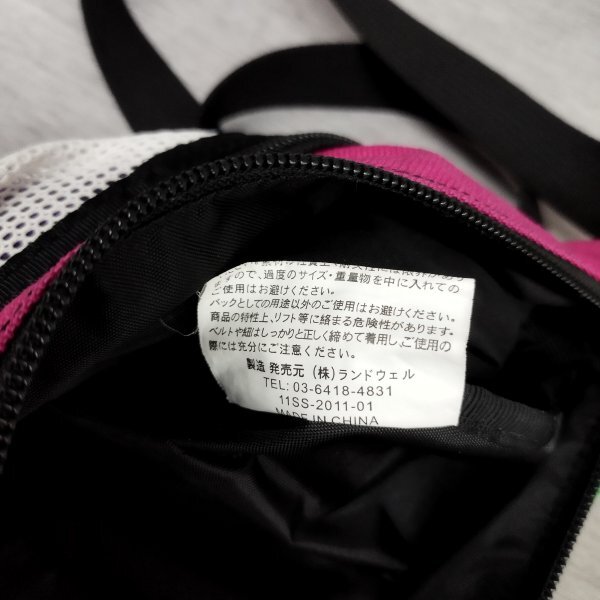 は限界があ
ますので、過度のサイズ・重量物を中に入れての
ご使用はお避けください。
バックとしての用途以外のご使用はお避けください。
商品の特性上、リフト等に絡まる危険性があります。
ベルトや紐はしっかりと正しく締めて着用し、ご使用の
際には充分にご注意ください。
製造 発売元 (株)ランドウェル
TEL: 03-6418-4831
11SS-2011-01
MADE IN CHINA